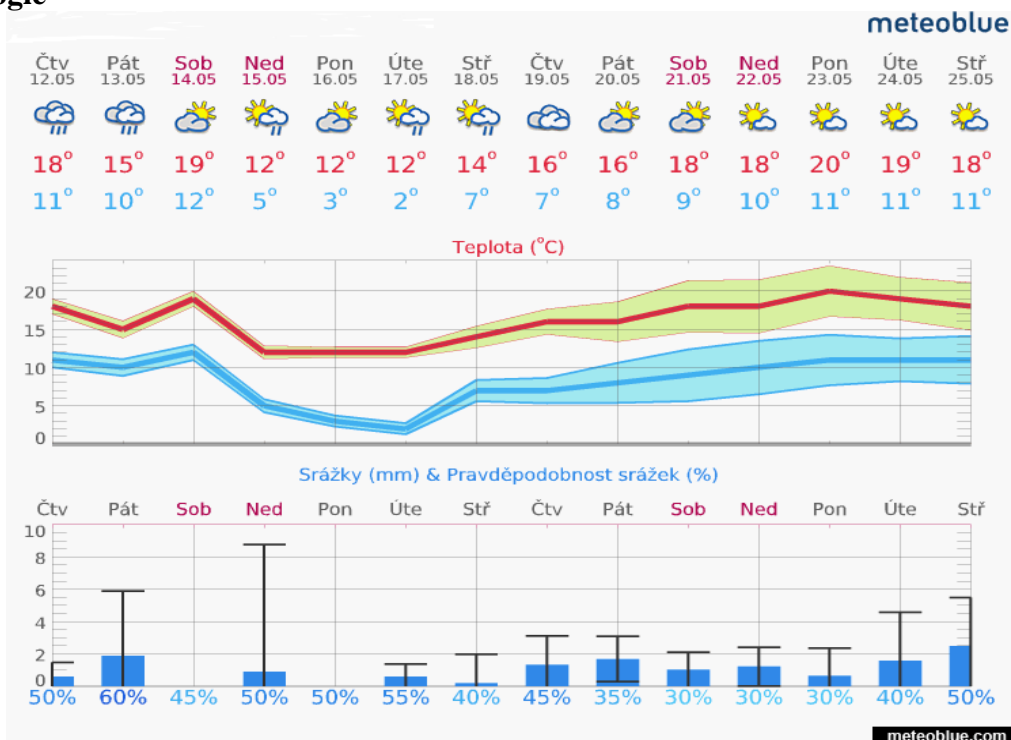 ogie
meteoblue
Čtv Pát Sob Ned Pon Úte Stř Čtv Pát Sob Ned Pon Úte Stř
12.05 13.05 14.05 15.05 16.05 17.05 18.05 19.05 20.05 21.05 22.05 23.05 24.05 25.05
18° 15° 19° 12° 12° 12° 14° 16° 16° 18° 18° 20° 19° 18°
11° 10° 12° 5° 3° 2° 7° 7° 8° 9° 10° 11° 11° 11°
Teplota (°C)
20
15
10
5
0
Srážky (mm) & Pravděpodobnost srážek (%)
Čtv Pát Sob Ned Pon Úte Stř Čtv Pát Sob Ned Pon Úte Stř
10
8
6
4
2
0
50% 60% 45% 50% 50% 55% 40% 45% 35% 30% 30% 30% 40% 50%
meteoblue.com